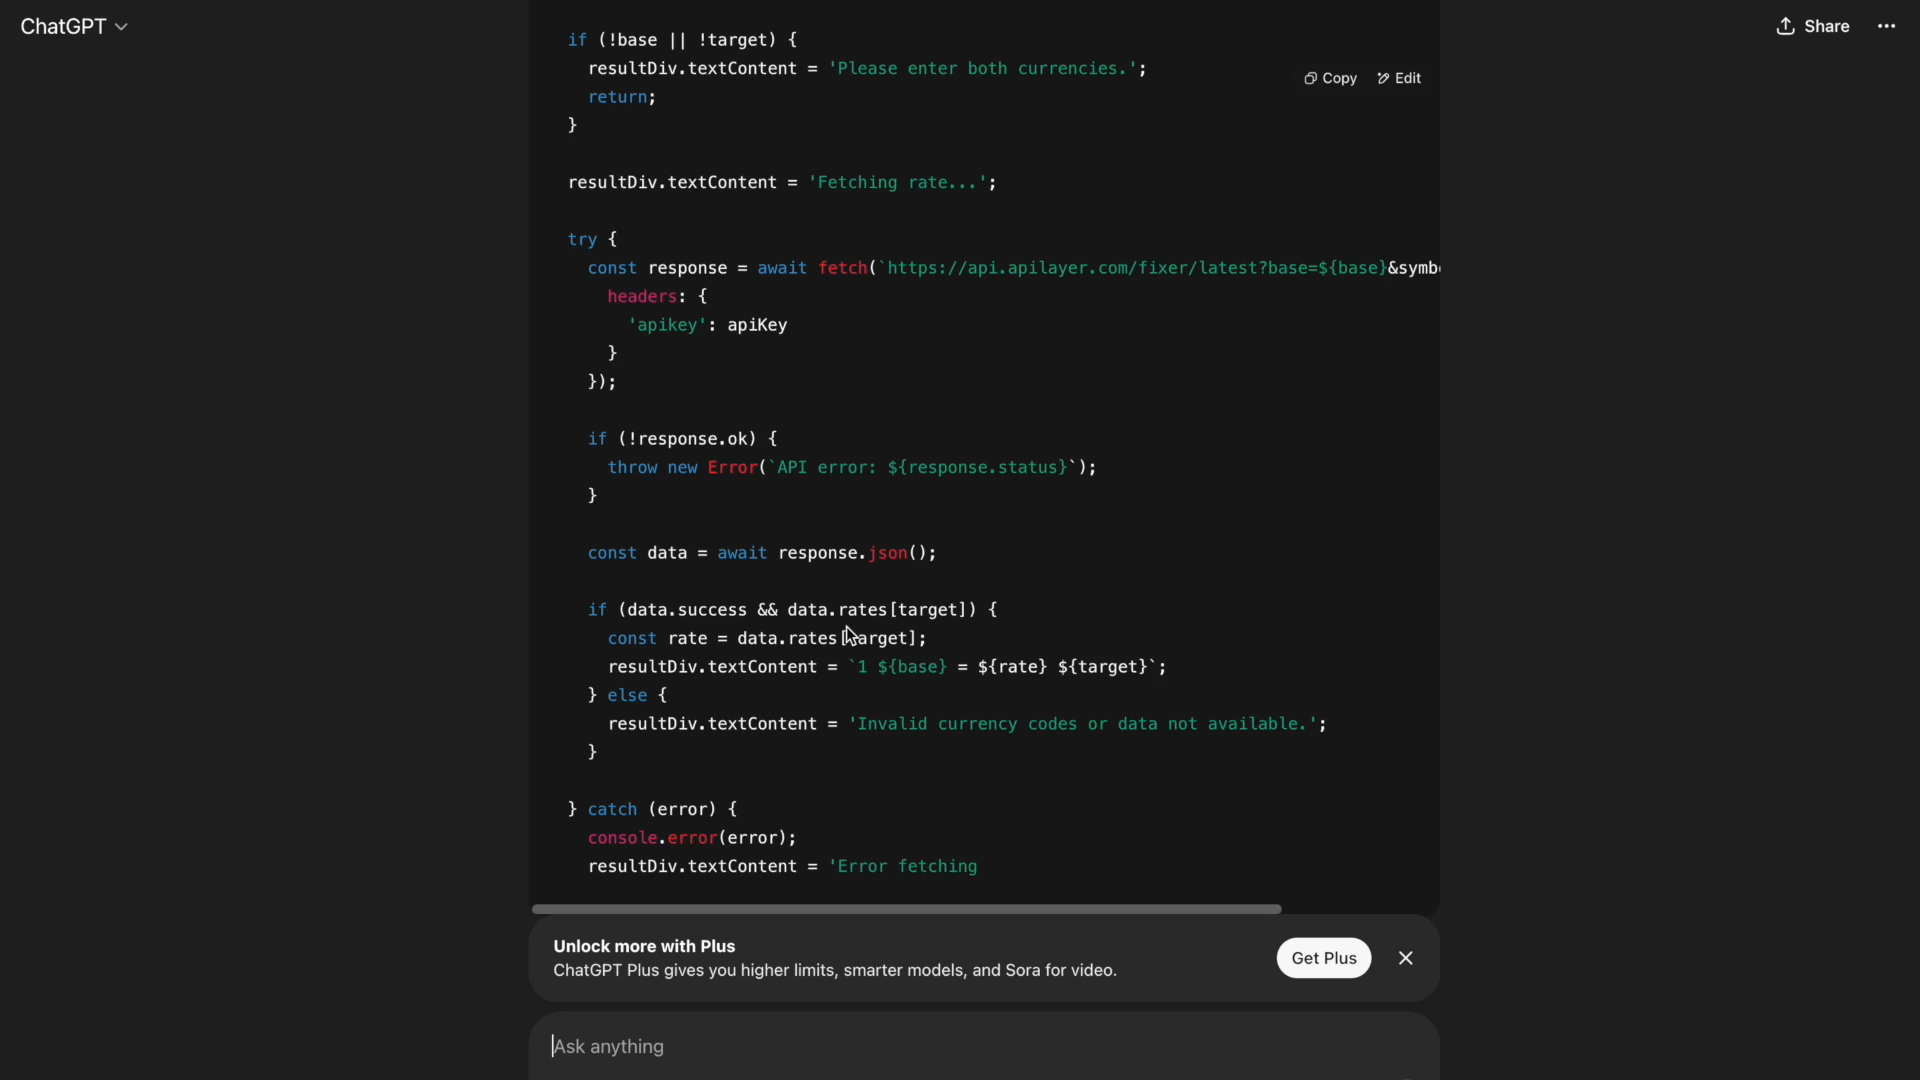 ChatGPT
Share
if (!base || !target) {
resultDiv.textContent = 'Please enter both currencies.';
Copy Edit
return;
}
resultDiv.textContent = 'Fetching rate...';
try {
const response = await fetch(`https://api.apilayer.com/fixer/latest?base=${base}&symb
headers: {
'apikey': apiKey
}
});
if (!response.ok) {
throw new Error(`API error: ${response.status}`);
}
const data = await response.json();
if (data.success && data.rates[target]) {
const rate = data.rates[target];
resultDiv.textContent = `1 ${base} = ${rate} ${target}`;
} else {
resultDiv.textContent = 'Invalid currency codes or data not available.';
}
} catch (error) {
console.error(error);
resultDiv.textContent = 'Error fetching
Unlock more with Plus
ChatGPT Plus gives you higher limits, smarter models, and Sora for video.
Get Plus
Ask anything